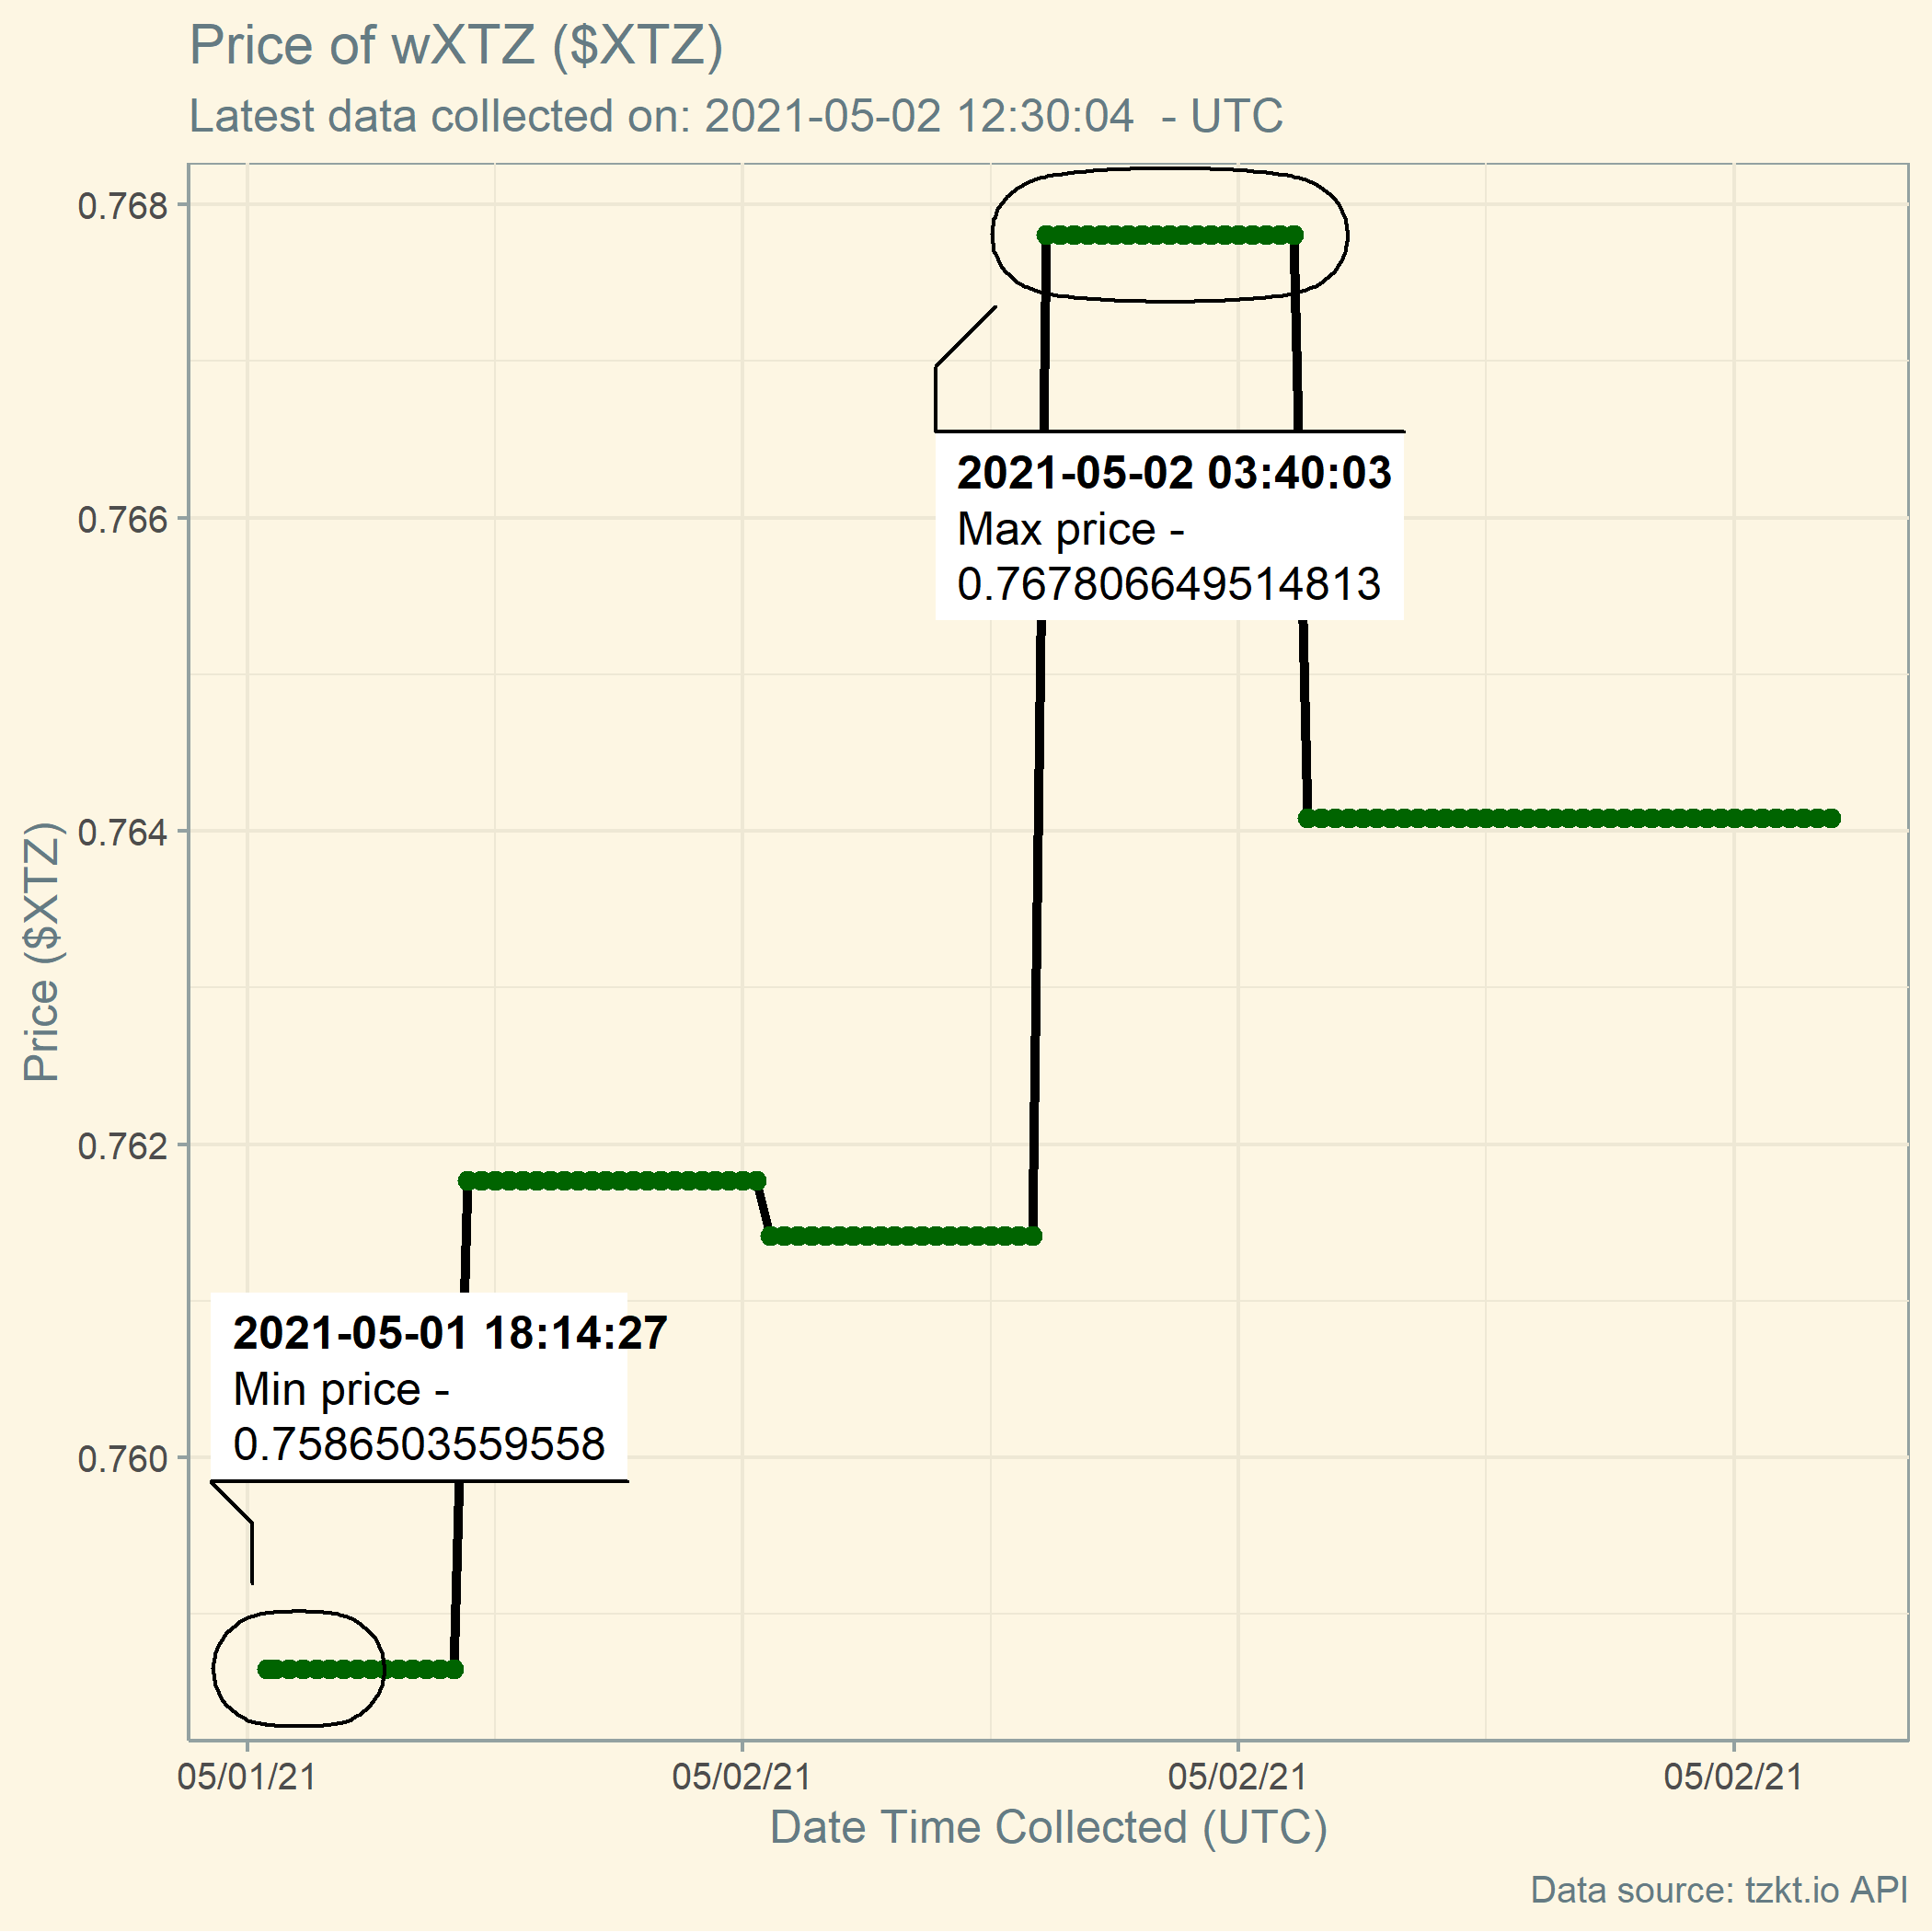 Price of wXTZ ($XTZ)
Latest data collected on: 2021-05-02 12:30:04  - UTC
0.768
2021-05-02 03:40:03
Max price -
0.767806649514813
0.766
0.764
Price ($XTZ)
0.762
2021-05-01 18:14:27
Min price -
0.7586503559558
0.760
05/01/21
05/02/21
05/02/21
05/02/21
Date Time Collected (UTC)
Data source: tzkt.io API